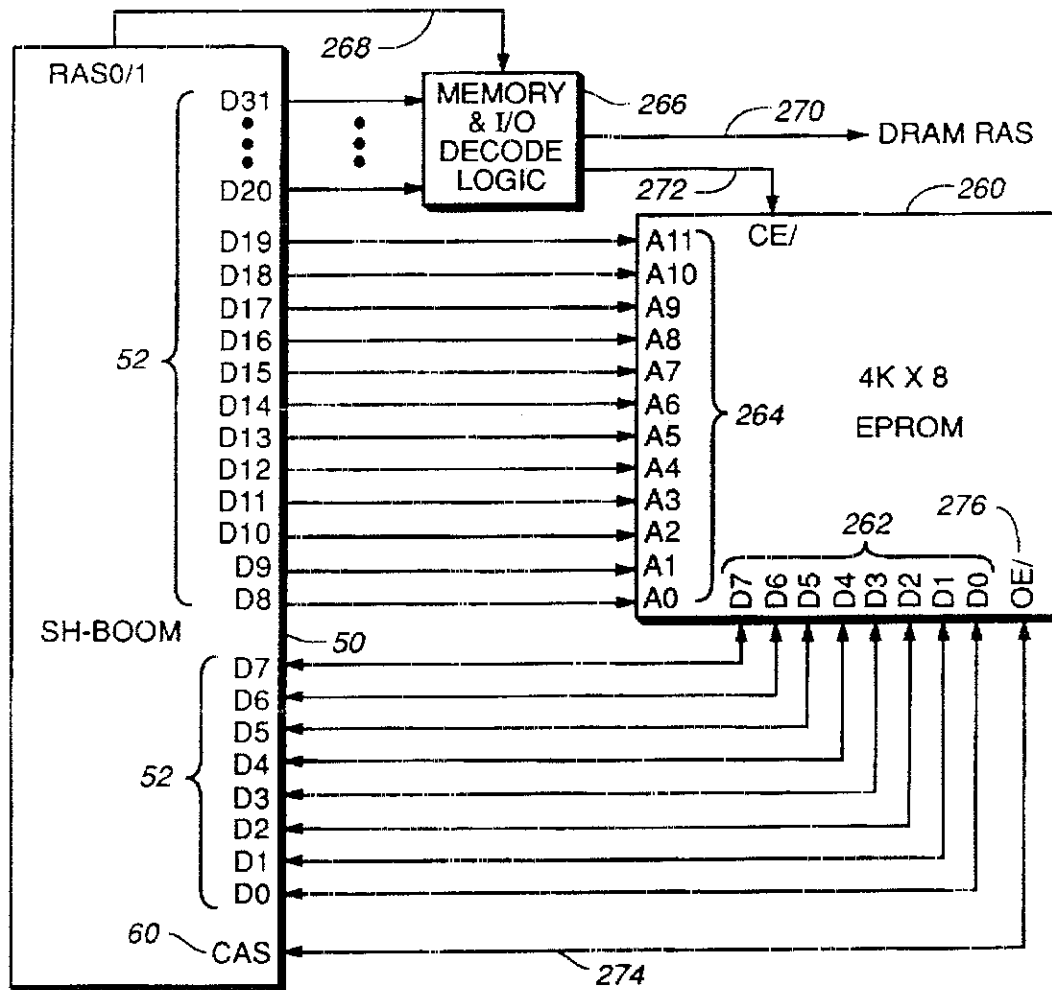 268
RAS0/1
D31
D20
MEMORY
& I/O
DECODE
LOGIC
266
270
DRAM RAS
272
260
CE/
D19
D18
D17
D16
D15
D14
D13
D12
D11
D10
D9
D8
52
A11
A10
A9
A8
A7
A6
A5
A4
A3
A2
A1
A0
264
4K X 8
EPROM
276
262
D7
D6
D5
D4
D3
D2
D1
D0
OE/
SH-BOOM
50
D7
D6
D5
D4
D3
D2
D1
D0
52
60
CAS
274